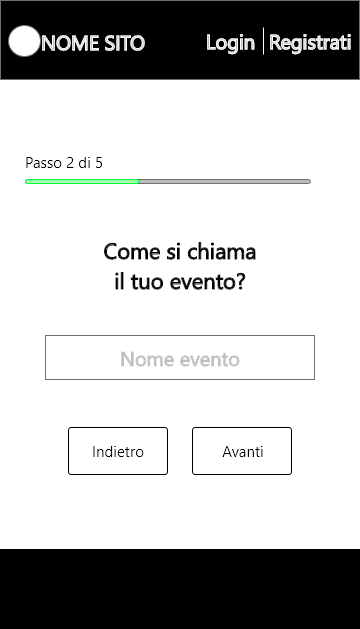 NOME SITO
Login
Registrati
Passo 2 di 5
Come si chiama
il tuo evento?
Nome evento
Indietro
Avanti